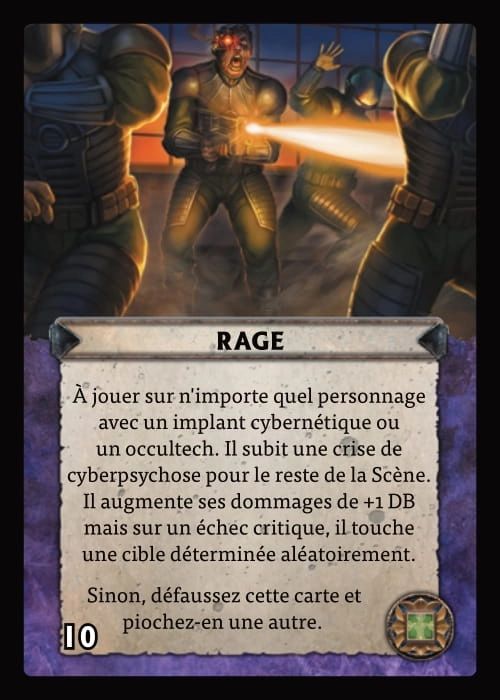 RAGE
À jouer sur n'importe quel personnage
avec un implant cybernétique ou
un occultech. Il subit une crise de
cyberpsychose pour le reste de la Scène.
Il augmente ses dommages de +1 DB
mais sur un échec critique, il touche
une cible déterminée aléatoirement.
Sinon, défaussez cette carte et
piochez-en une autre.
10